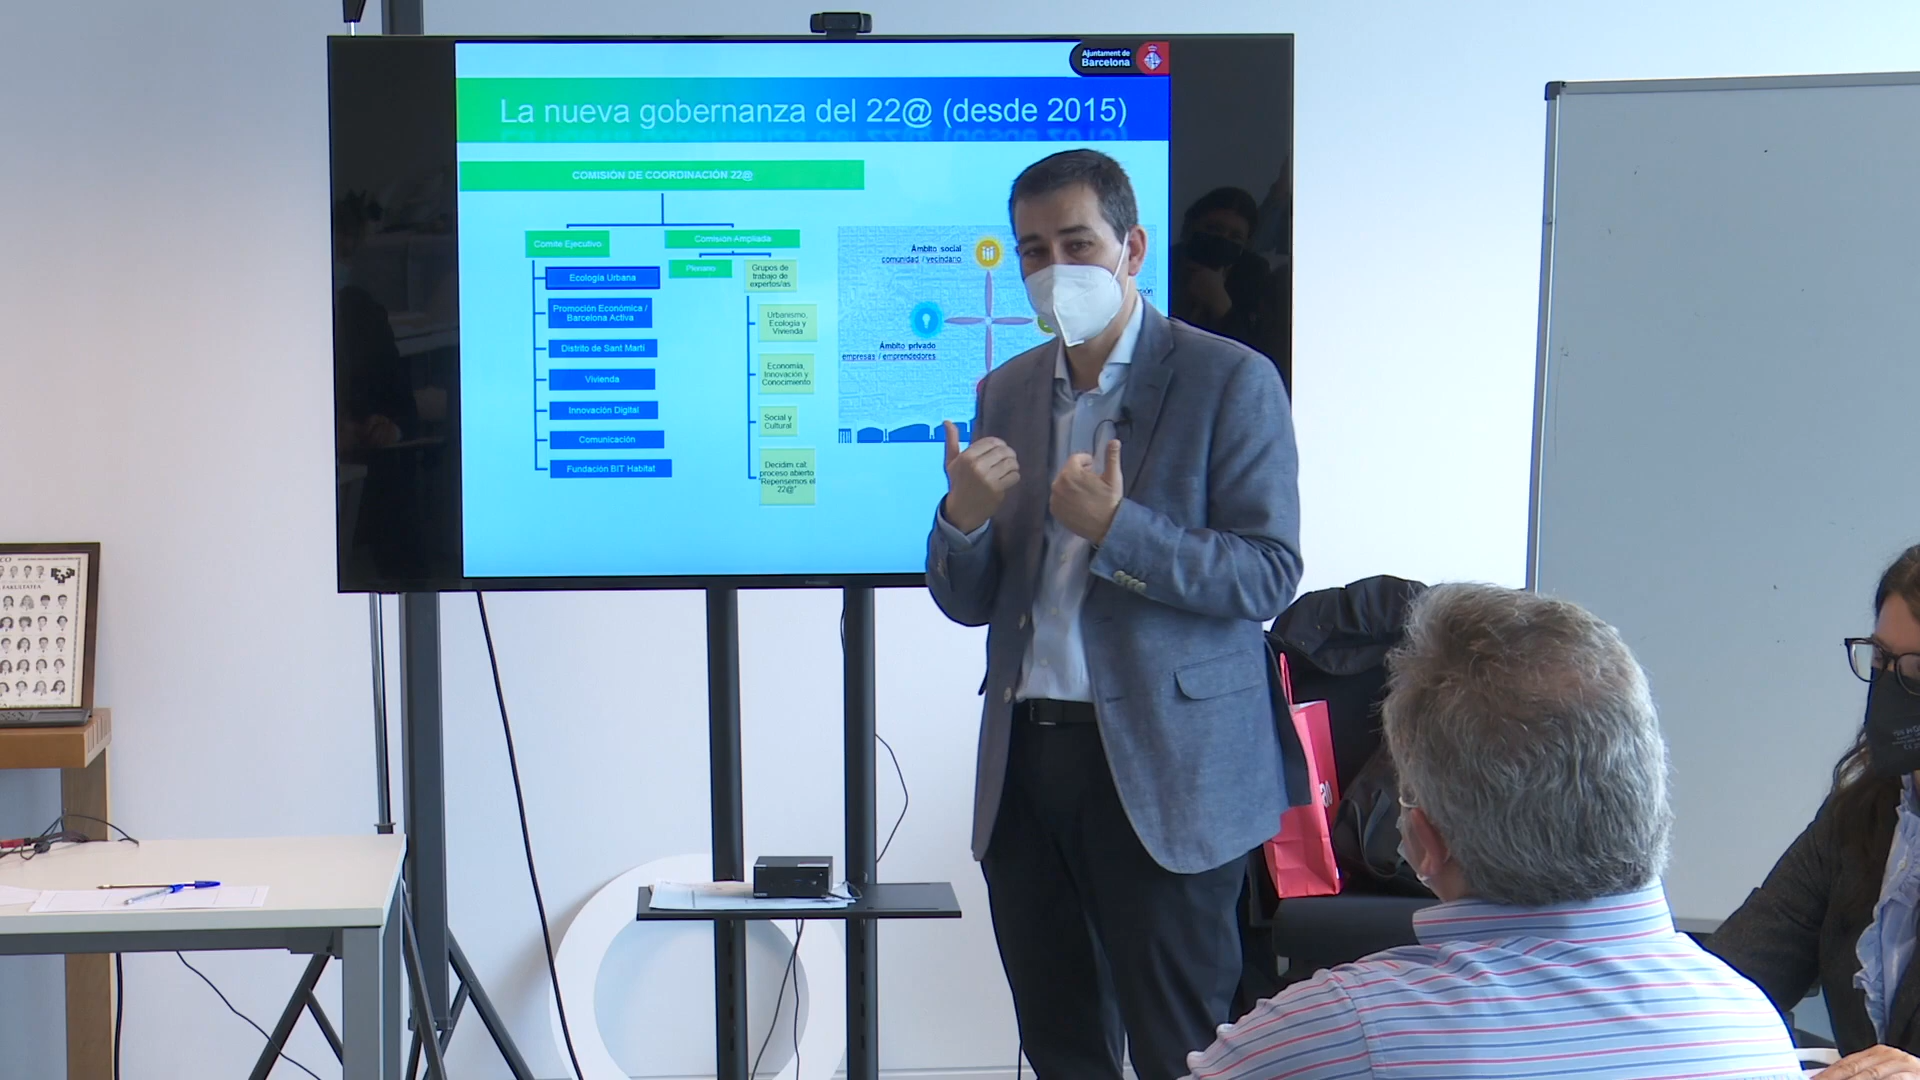 Ajuntament de
Barcelona
La nueva gobernanza del 22@ (desde 2015)
COMISIÓN DE COORDINACIÓN 22@
Comite Ejecutivo
Comisión Ampliada
Plenario
Grupos de
trabajo de
expertos/as
Ecología Urbana
Promoción Económica /
Barcelona Activa
Distrito de Sant Martí
Vivienda
Innovación Digital
Comunicación
Fundación BIT Habitat
Urbanismo,
Ecología y
Vivienda
Economía,
Innovación y
Conocimiento
Social y
Cultural
Decidim.cat:
proceso abierto
"Repensemos el
22@"
Ámbito social
comunidad / vecindario
Ámbito privado
empresas / emprendedores
FAKULTATEA